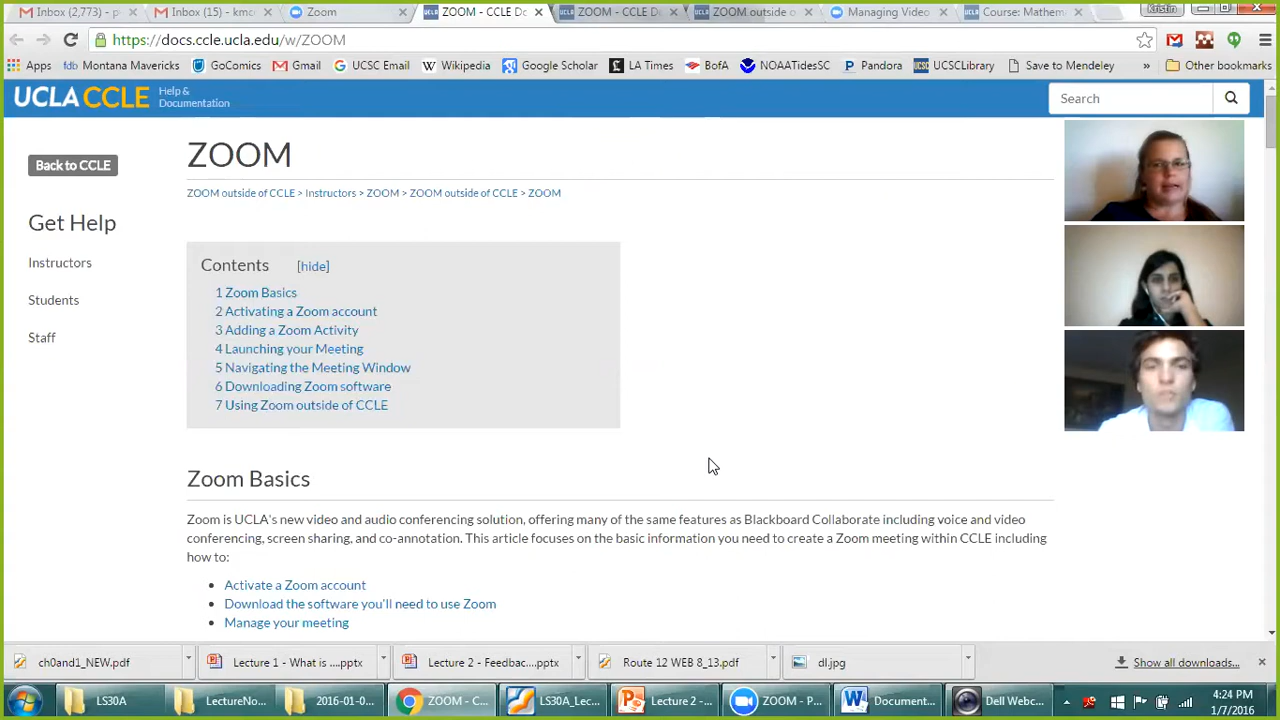 Inbox (2,773) - p
Inbox (15) - kmc
Zoom
ZOOM - CCLE Do
ZOOM - CCLE D
ZOOM outside o
Managing Video
Course: Mathem
Kristin
https://docs.ccle.ucla.edu/w/ZOOM
Apps
fdb Montana Mavericks
GoComics
Gmail
UCSC Email
Wikipedia
Google Scholar
LA Times
BofA
NOAATidesSC
Pandora
UCSCLibrary
Save to Mendeley
»
Other bookmarks
UCLA CCLE
Help &
Documentation
Search
Back to CCLE
Get Help
Instructors
Students
Staff
ZOOM
ZOOM outside of CCLE > Instructors > ZOOM > ZOOM outside of CCLE > ZOOM
Contents [hide]
1 Zoom Basics
2 Activating a Zoom account
3 Adding a Zoom Activity
4 Launching your Meeting
5 Navigating the Meeting Window
6 Downloading Zoom software
7 Using Zoom outside of CCLE
Zoom Basics
Zoom is UCLA's new video and audio conferencing solution, offering many of the same features as Blackboard Collaborate including voice and video
conferencing, screen sharing, and co-annotation. This article focuses on the basic information you need to create a Zoom meeting within CCLE including
how to:
• Activate a Zoom account
• Download the software you'll need to use Zoom
• Manage your meeting
ch0and1_NEW.pdf
Lecture 1 - What is ....pptx
Lecture 2 - Feedbac....pptx
Route 12 WEB 8_13.pdf
dl.jpg
Show all downloads...
LS30A
LectureNo...
2016-01-0...
ZOOM - C...
LS30A_Lec...
Lecture 2 -...
ZOOM - P...
Document...
Dell Webc...
4:24 PM
1/7/2016